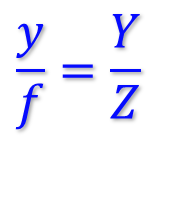 y/f = Y/Z